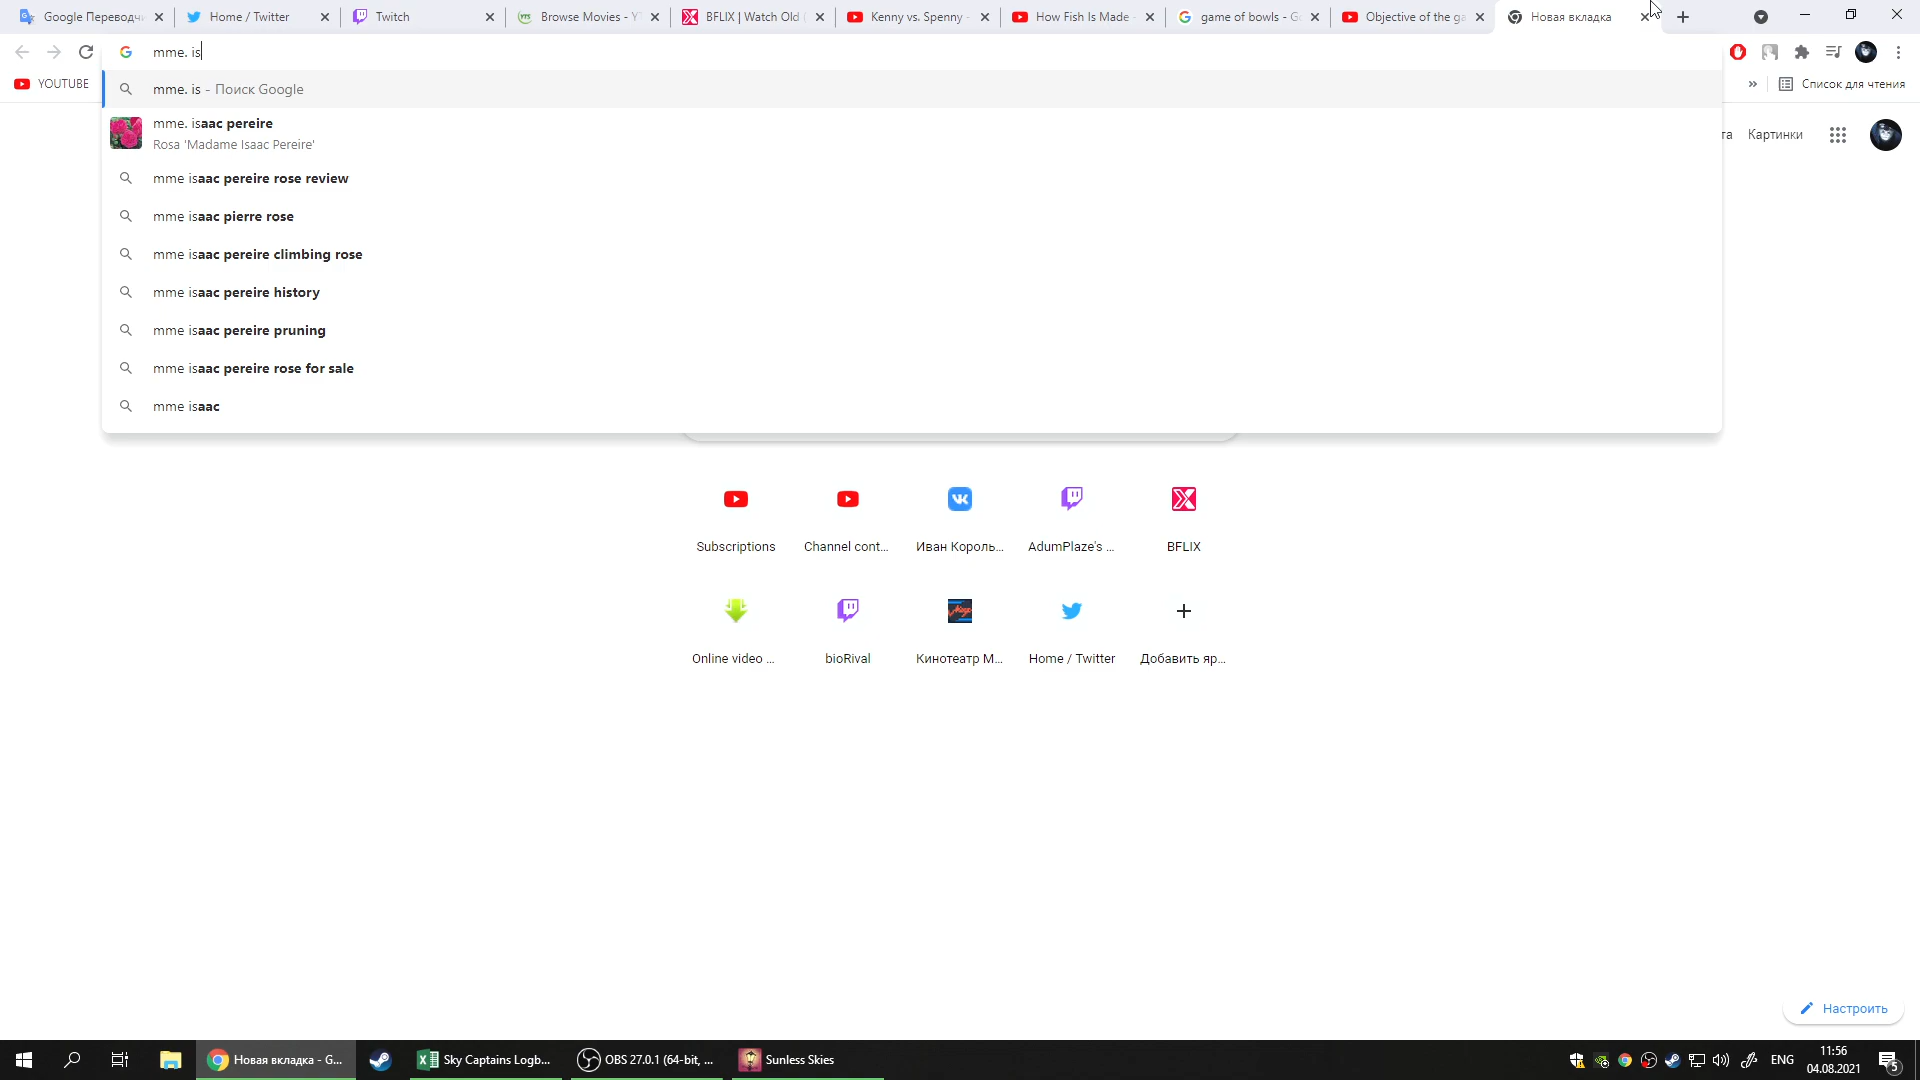 Google Переводчи
Home / Twitter
Twitch
Browse Movies - Y
BFLIX | Watch Old
Kenny vs. Spenny -
How Fish Is Made
game of bowls - Go
Objective of the ga
Новая вкладка
mme. is
YOUTUBE
Список для чтения
mme. is - Поиск Google
mme. isaac pereire
Rosa 'Madame Isaac Pereire'
та Картинки
mme isaac pereire rose review
mme isaac pierre rose
mme isaac pereire climbing rose
mme isaac pereire history
mme isaac pereire pruning
mme isaac pereire rose for sale
mme isaac
Subscriptions
Channel cont...
Иван Король...
AdumPlaze's ...
BFLIX
Online video ...
bioRival
Кинотеатр М...
Home / Twitter
Добавить яр...
Настроить
Новая вкладка - G...
Sky Captains Logb...
OBS 27.0.1 (64-bit, ...
Sunless Skies
ENG
11:56
04.08.2021
5